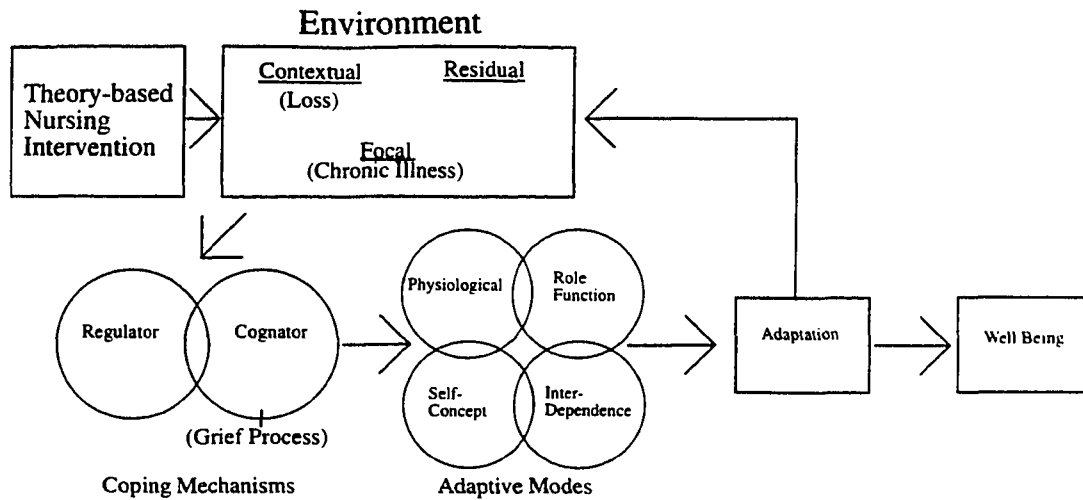 Environment
Theory-based
Nursing
Intervention
Contextual
(Loss)
Residual
Focal
(Chronic Illness)
Regulator
Cognator
(Grief Process)
Coping Mechanisms
Physiological
Role
Function
Self-
Concept
Inter-
Dependence
Adaptive Modes
Adaptation
Well Being